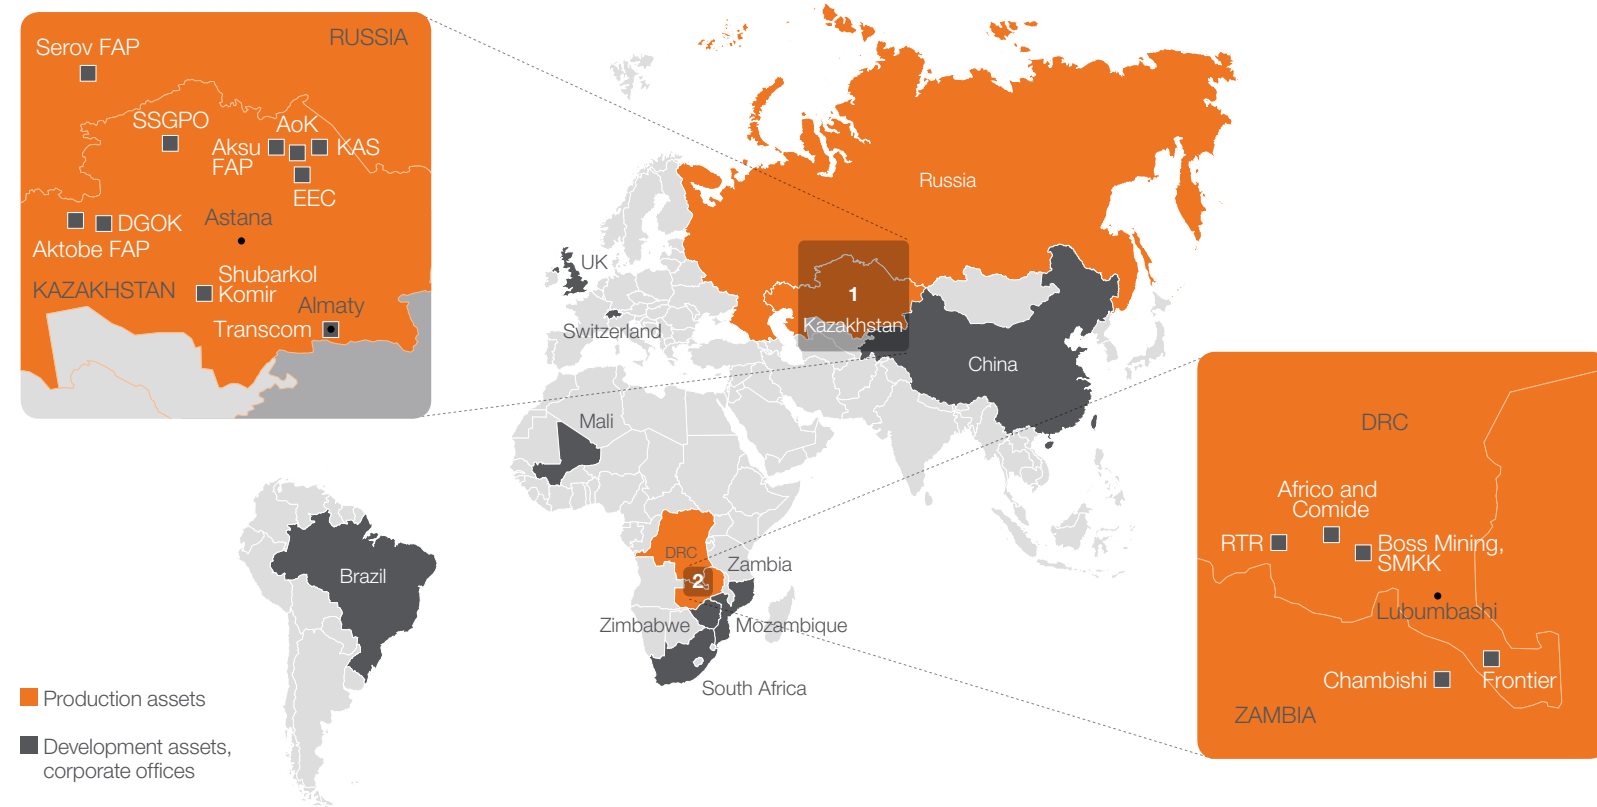 RUSSIA
Serov FAP
SSGPO
AoK
Aksu
FAP
KAS
EEC
DGOK
Aktobe FAP
Astana
Shubarkol
Komir
KAZAKHSTAN
Almaty
Transcom
Russia
UK
Switzerland
1
Kazakhstan
China
Mali
DRC
2
Zambia
Zimbabwe
Mozambique
South Africa
Brazil
DRC
Africo and
Comide
RTR
Boss Mining,
SMKK
Lubumbashi
Chambishi
Frontier
ZAMBIA
Production assets
Development assets,
corporate offices